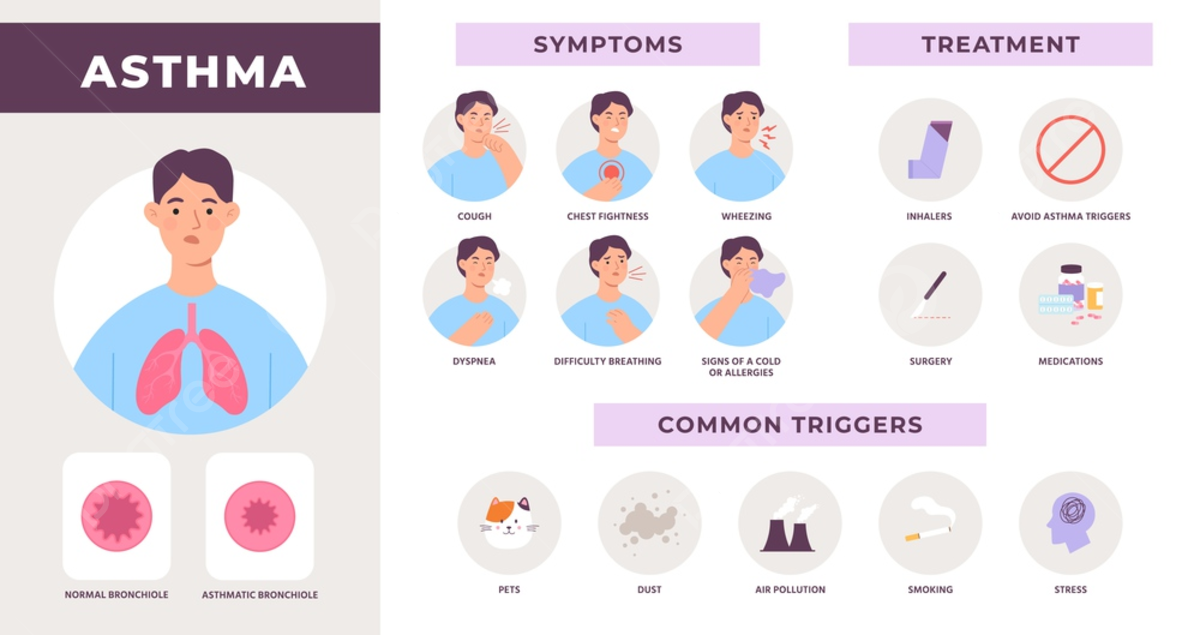 ASTHMA
NORMAL BRONCHIOLE
ASTHMATIC BRONCHIOLE
SYMPTOMS
COUGH
CHEST FIGHTNESS
WHEEZING
DYSPNEA
DIFFICULTY BREATHING
SIGNS OF A COLD
OR ALLERGIES
TREATMENT
INHALERS
AVOID ASTHMA TRIGGERS
SURGERY
MEDICATIONS
COMMON TRIGGERS
PETS
DUST
AIR POLLUTION
SMOKING
STRESS